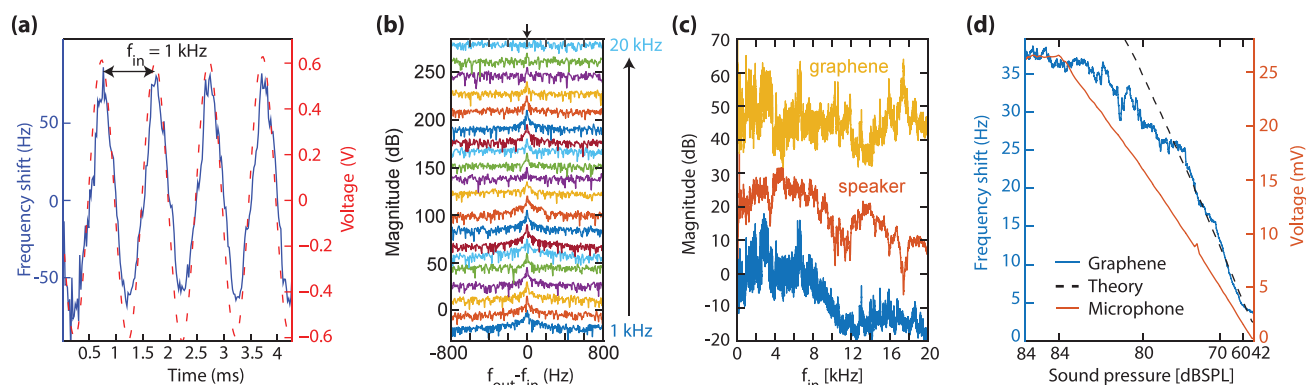 (a)
f_in = 1 kHz
Frequency shift (Hz)
50
0
-50
0.5 1 1.5 2 2.5 3 3.5 4
Time (ms)
Voltage (V)
0.6
0.4
0.2
0
-0.2
-0.4
-0.6
(b)
20 kHz
Magnitude (dB)
250
200
150
100
50
0
1 kHz
-800 0 800
f_out-f_in (Hz)
(c)
Magnitude (dB)
70
60
50
40
30
20
10
0
-10
-20
graphene
speaker
0 4 8 12 16 20
f_in [kHz]
(d)
Frequency shift (Hz)
35
30
25
20
15
10
5
0
Graphene
Theory
Microphone
84 84 80 70 60 42
Sound pressure [dBSPL]
Voltage (mV)
25
20
15
10
5
0